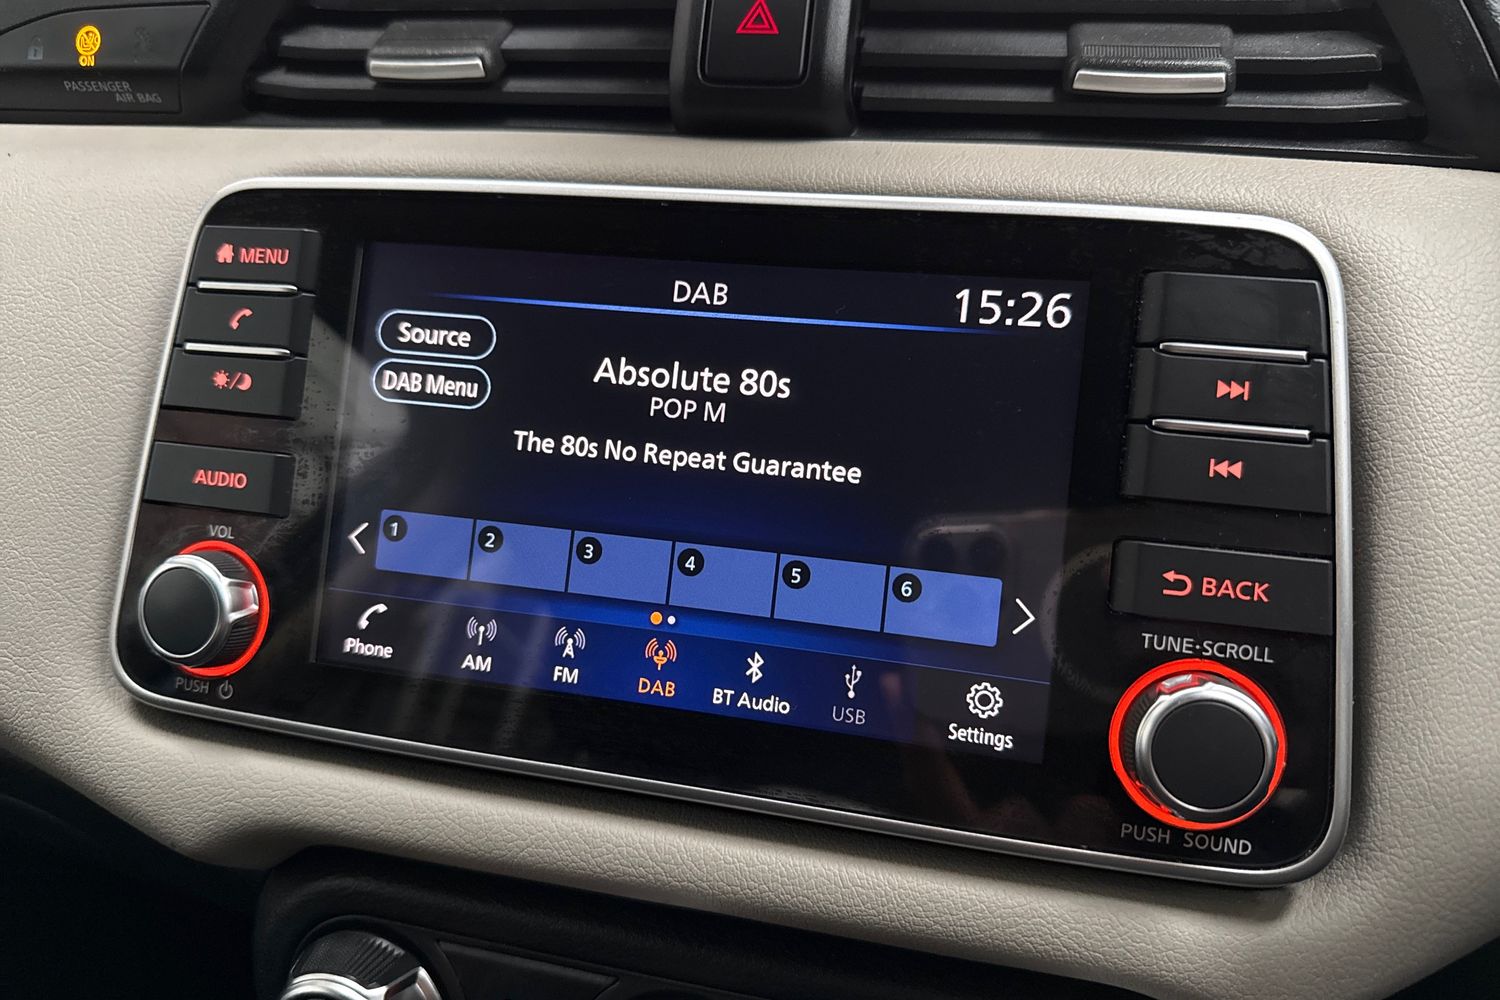 ON
PASSENGER
AIR BAG
MENU
AUDIO
VOL
PUSH
DAB
15:26
Source
DAB Menu
Absolute 80s
POP M
The 80s No Repeat Guarantee
1 2 3 4 5 6
Phone AM FM DAB BT Audio USB Settings
BACK
TUNE·SCROLL
PUSH SOUND